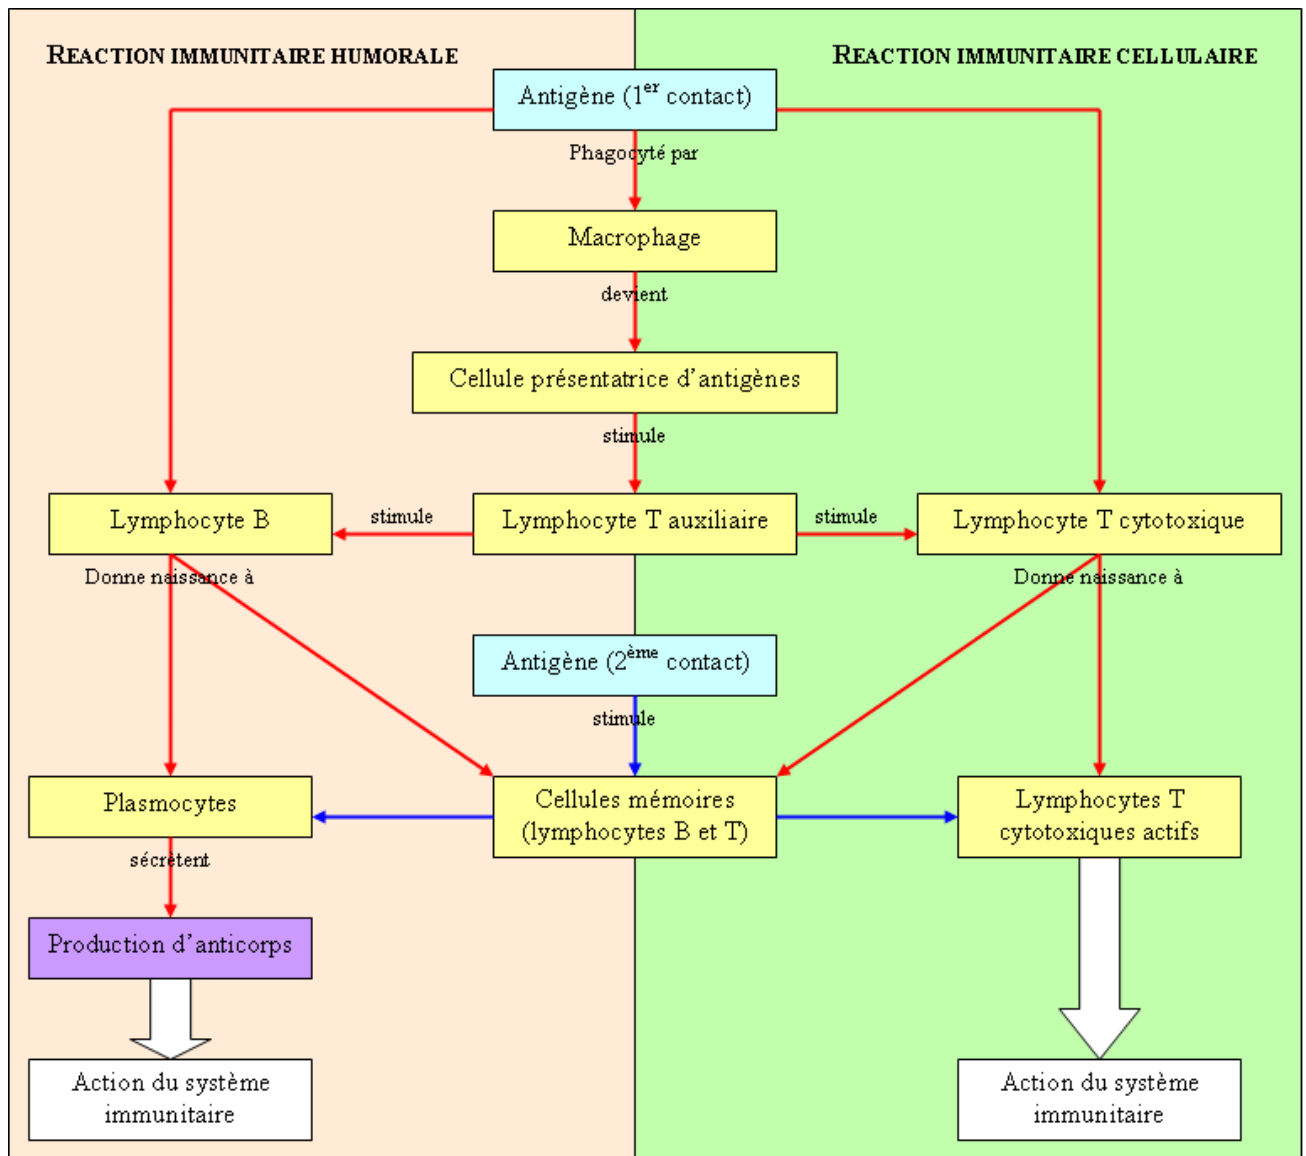 REACTION IMMUNITAIRE HUMORALE
REACTION IMMUNITAIRE CELLULAIRE
Antigène (1er contact)
Phagocyté par
Macrophage
devient
Cellule présentatrice d'antigènes
stimule
Lymphocyte B
stimule
Lymphocyte T auxiliaire
stimule
Lymphocyte T cytotoxique
Donne naissance à
Donne naissance à
Antigène (2ème contact)
stimule
Plasmocytes
Cellules mémoires
(lymphocytes B et T)
Lymphocytes T
cytotoxiques actifs
sécrètent
Production d'anticorps
Action du système
immunitaire
Action du système
immunitaire